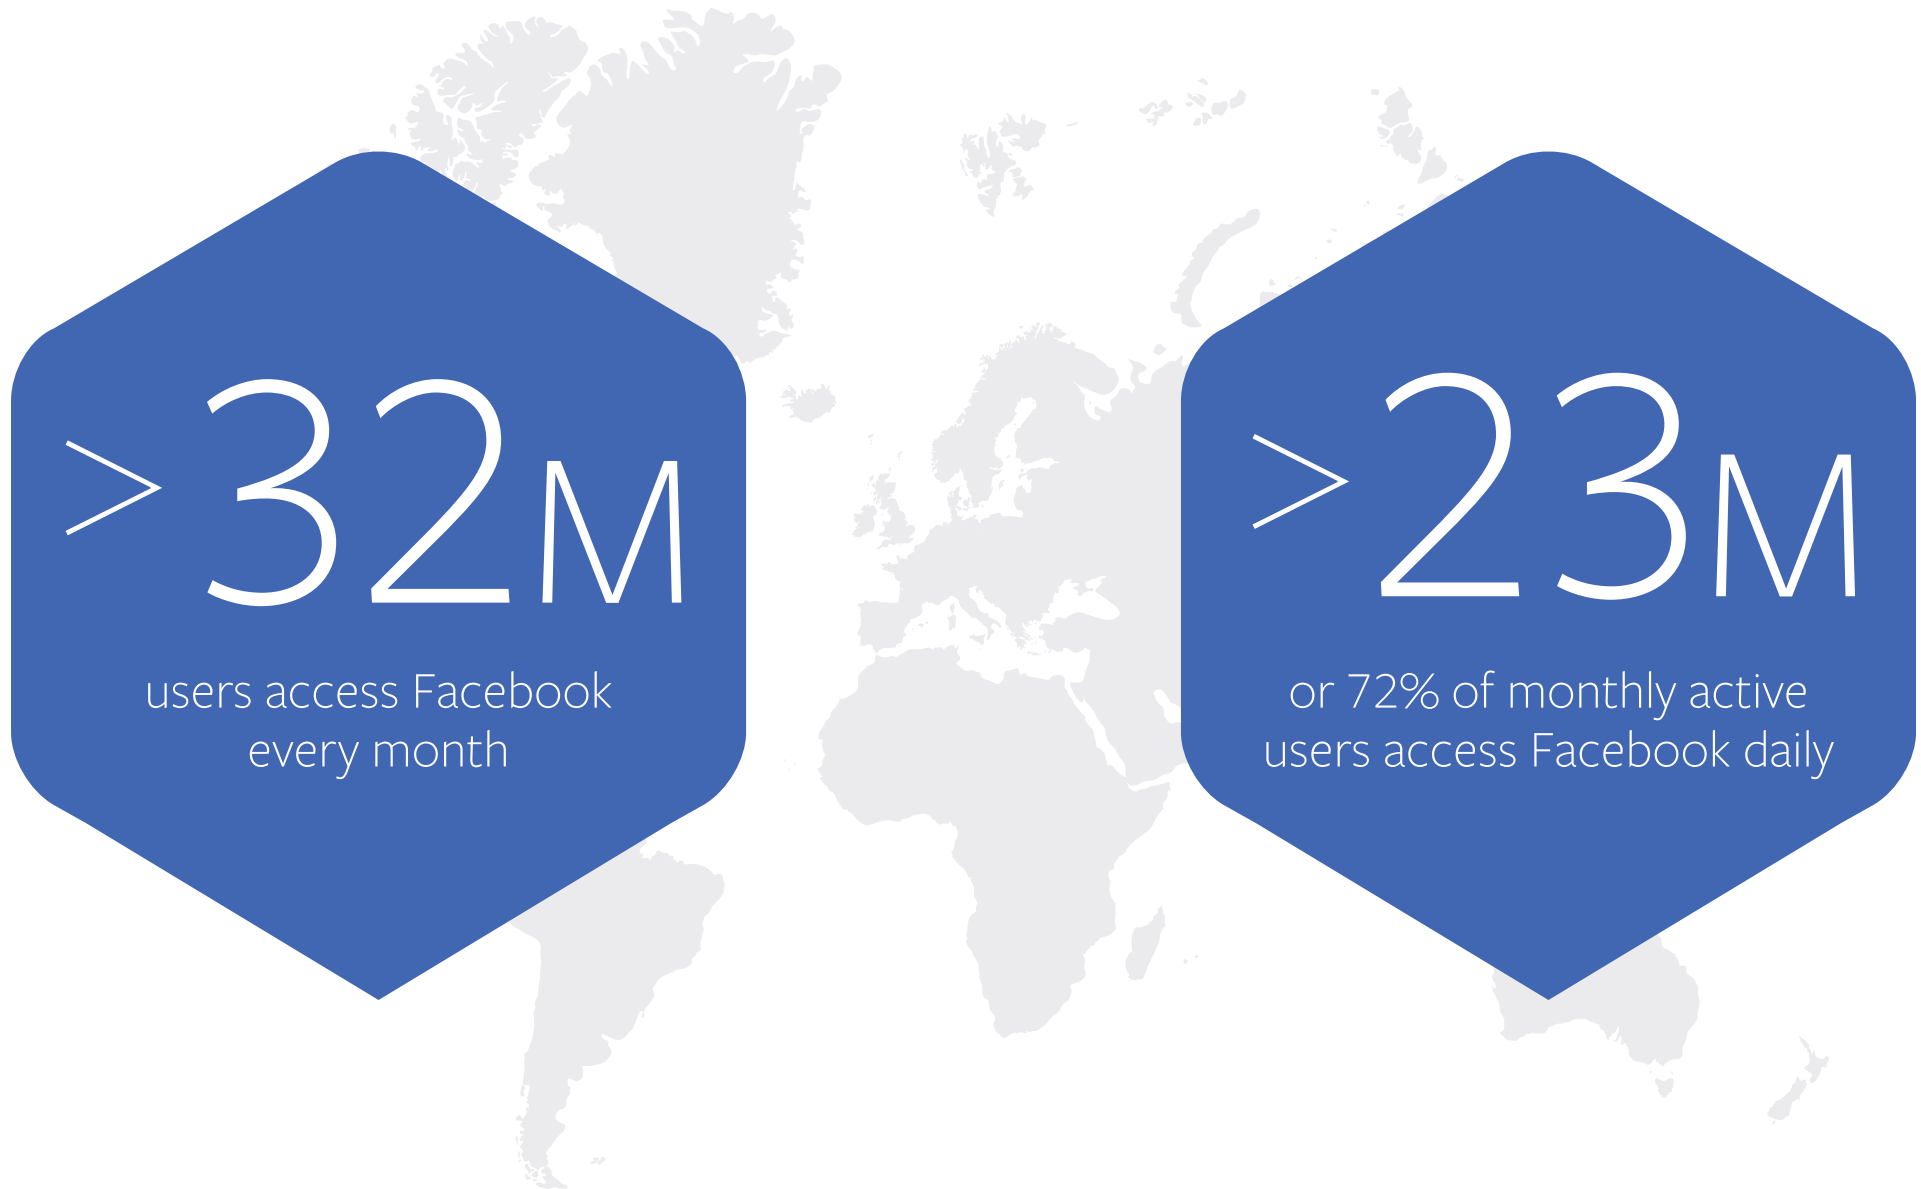 >32M
users access Facebook
every month
>23M
or 72% of monthly active
users access Facebook daily